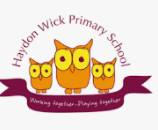 Haydon Wick Primary School
Working together...Playing together